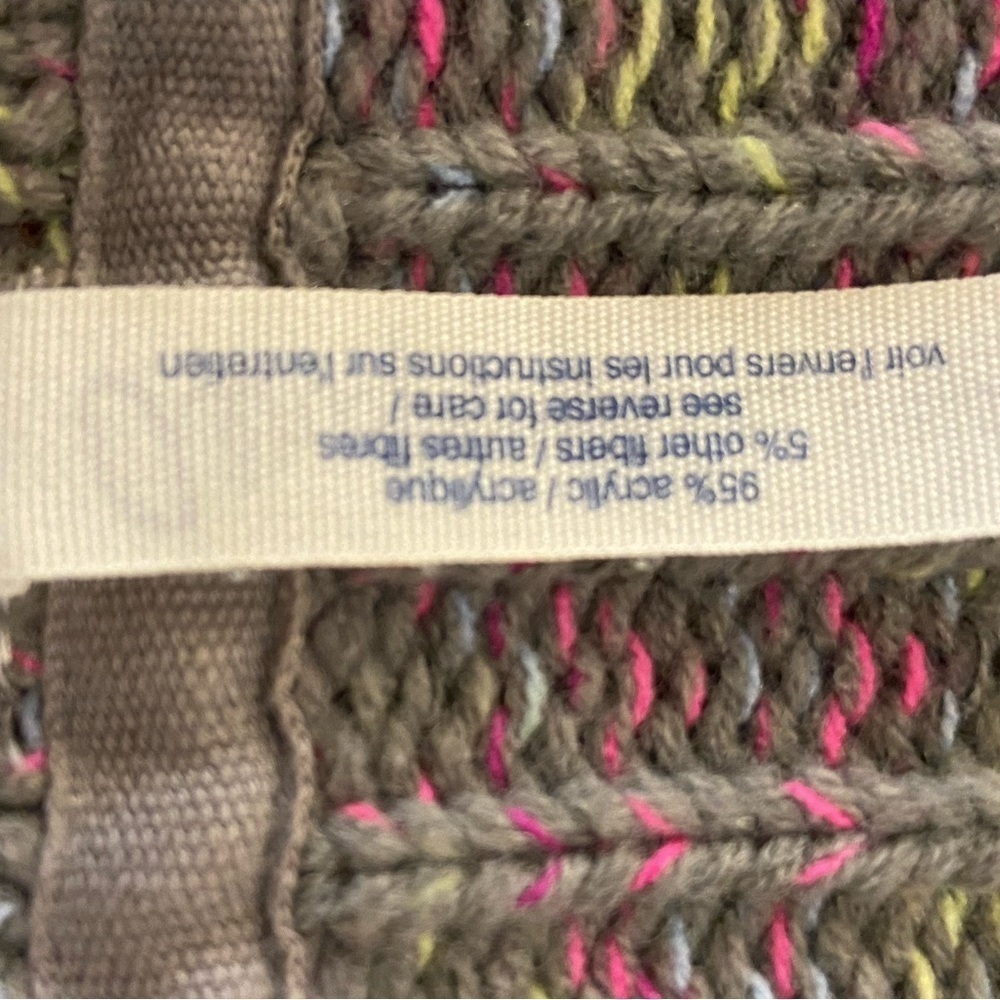 95% acrylic / acrylique
5% other fibers / autres fibres
see reverse for care /
voir l'envers pour les instructions sur l'entretien